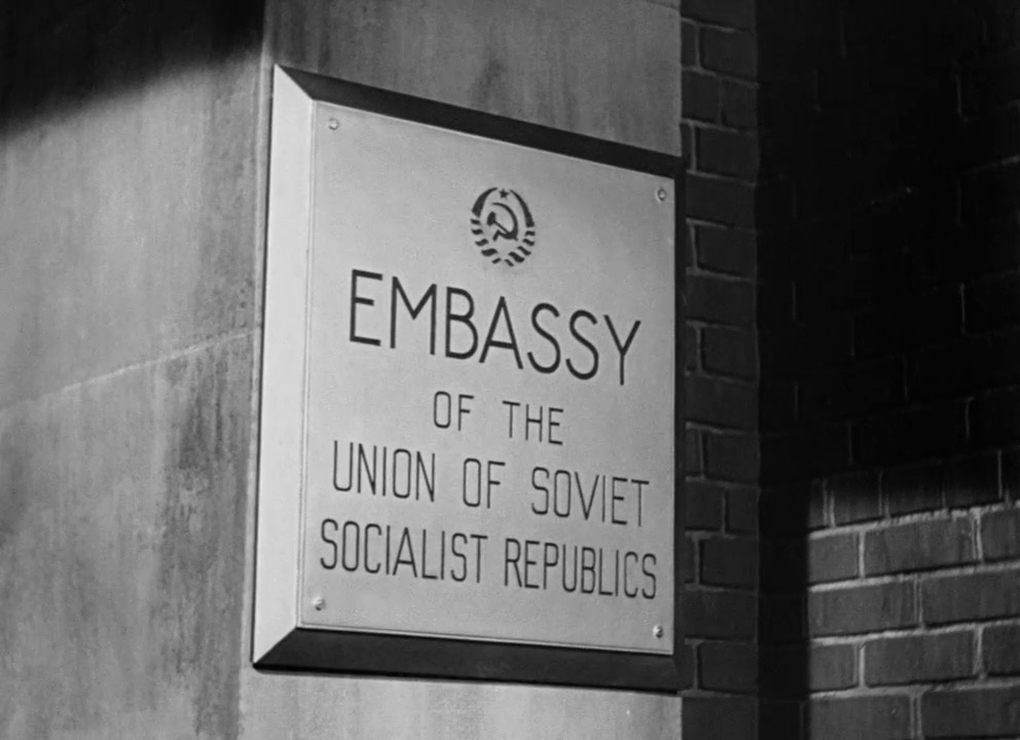 EMBASSY
OF THE
UNION OF SOVIET
SOCIALIST REPUBLICS